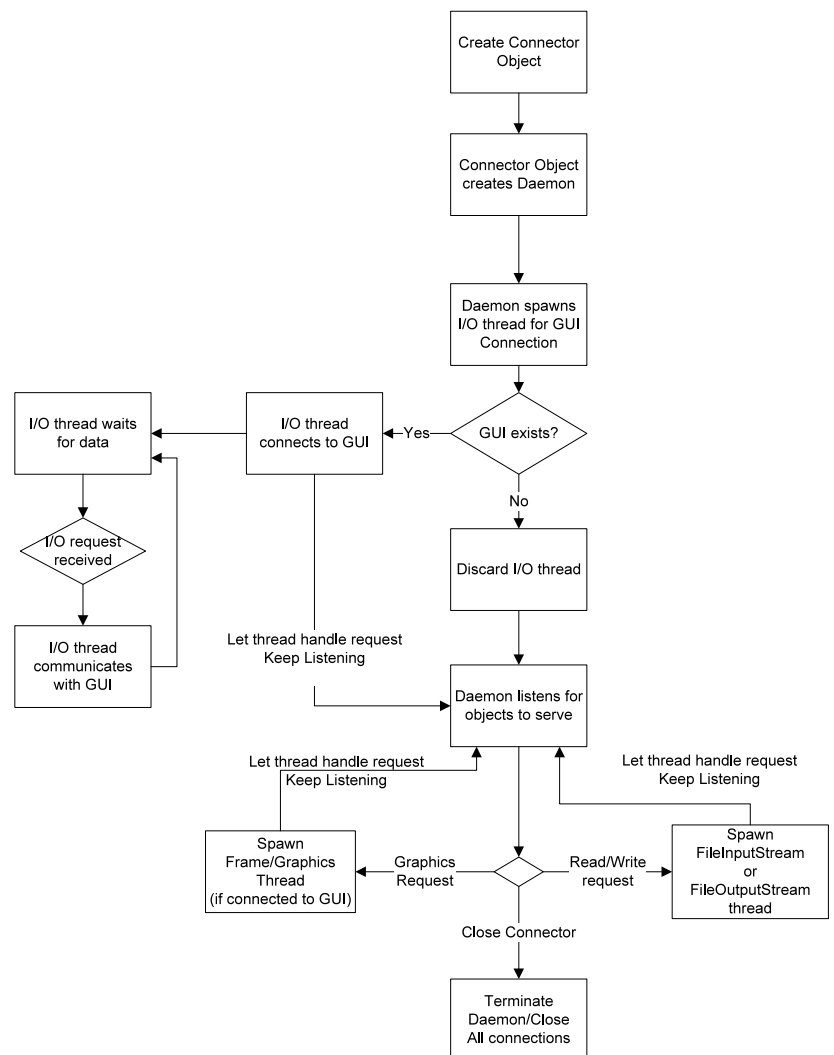 Create Connector
Object
Connector Object
creates Daemon
Daemon spawns
I/O thread for GUI
Connection
GUI exists?
Yes
I/O thread
connects to GUI
I/O thread waits
for data
I/O request
received
I/O thread
communicates
with GUI
No
Discard I/O thread
Let thread handle request
Keep Listening
Daemon listens for
objects to serve
Let thread handle request
Keep Listening
Let thread handle request
Keep Listening
Spawn
Frame/Graphics
Thread
(if connected to GUI)
Graphics
Request
Read/Write
request
Spawn
FileInputStream
or
FileOutputStream
thread
Close Connector
Terminate
Daemon/Close
All connections